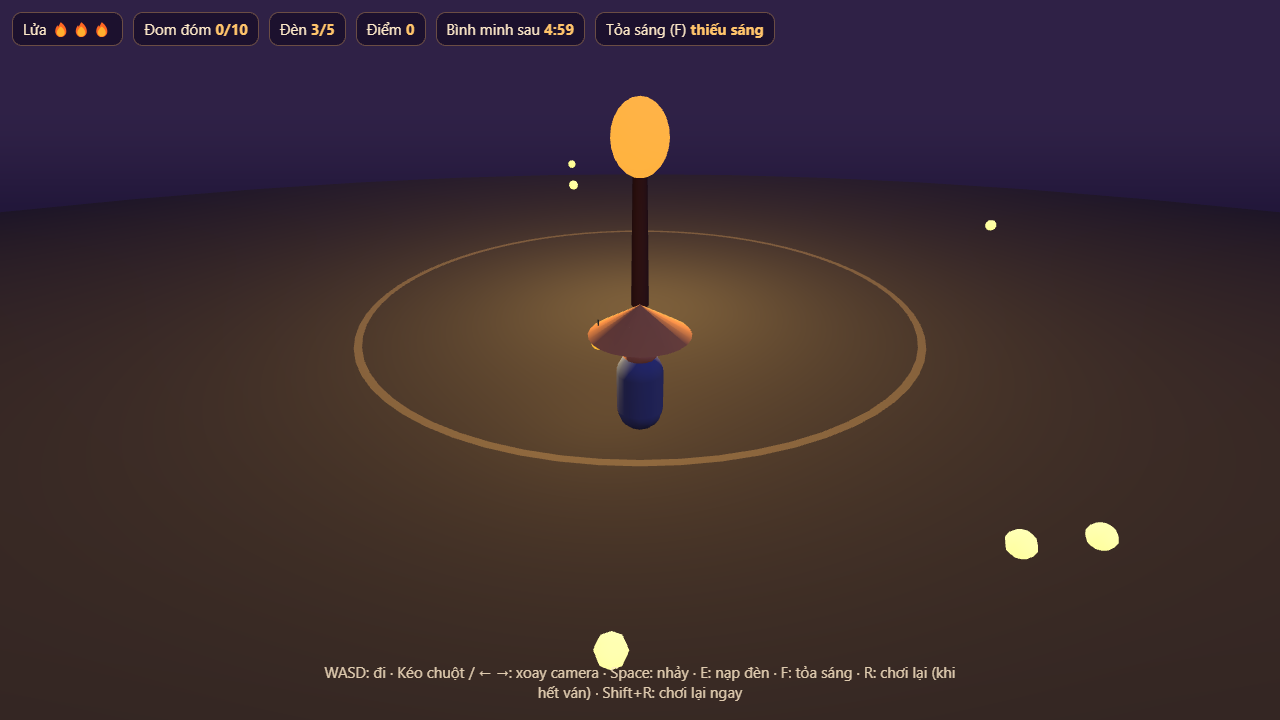 Lửa 🔥 🔥 🔥
Đom đóm 0/10
Đèn 3/5
Điểm 0
Bình minh sau 4:59
Tỏa sáng (F) thiếu sáng
WASD: đi · Kéo chuột / ← →: xoay camera · Space: nhảy · E: nạp đèn · F: tỏa sáng · R: chơi lại (khi
hết ván) · Shift+R: chơi lại ngay